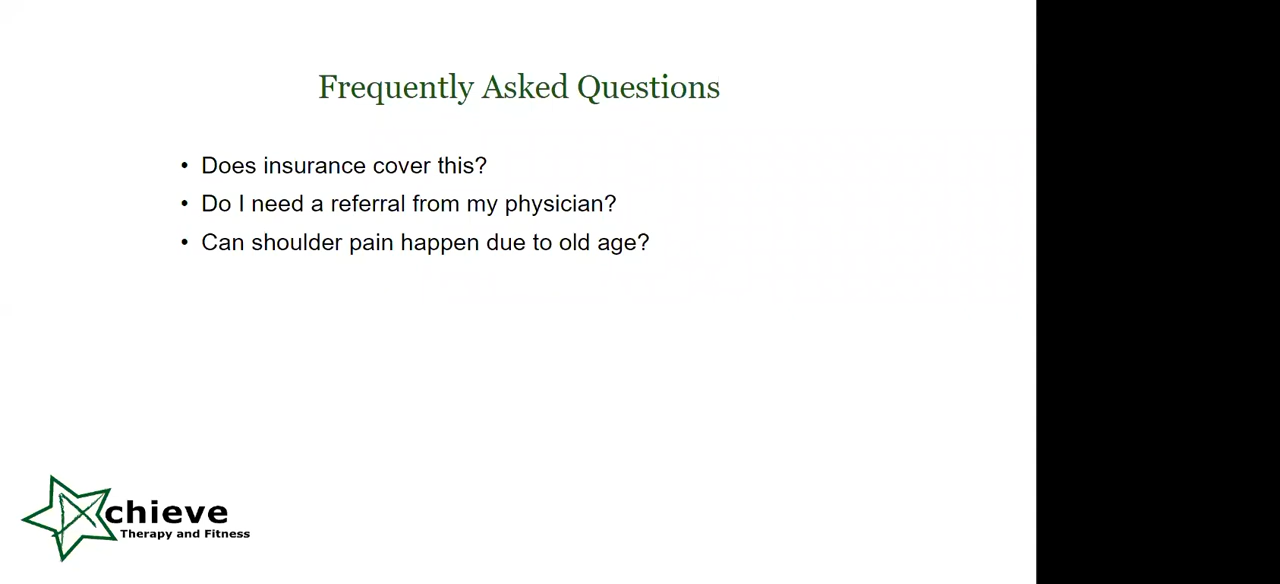 Frequently Asked Questions
• Does insurance cover this?
• Do I need a referral from my physician?
• Can shoulder pain happen due to old age?
Achieve
Therapy and Fitness